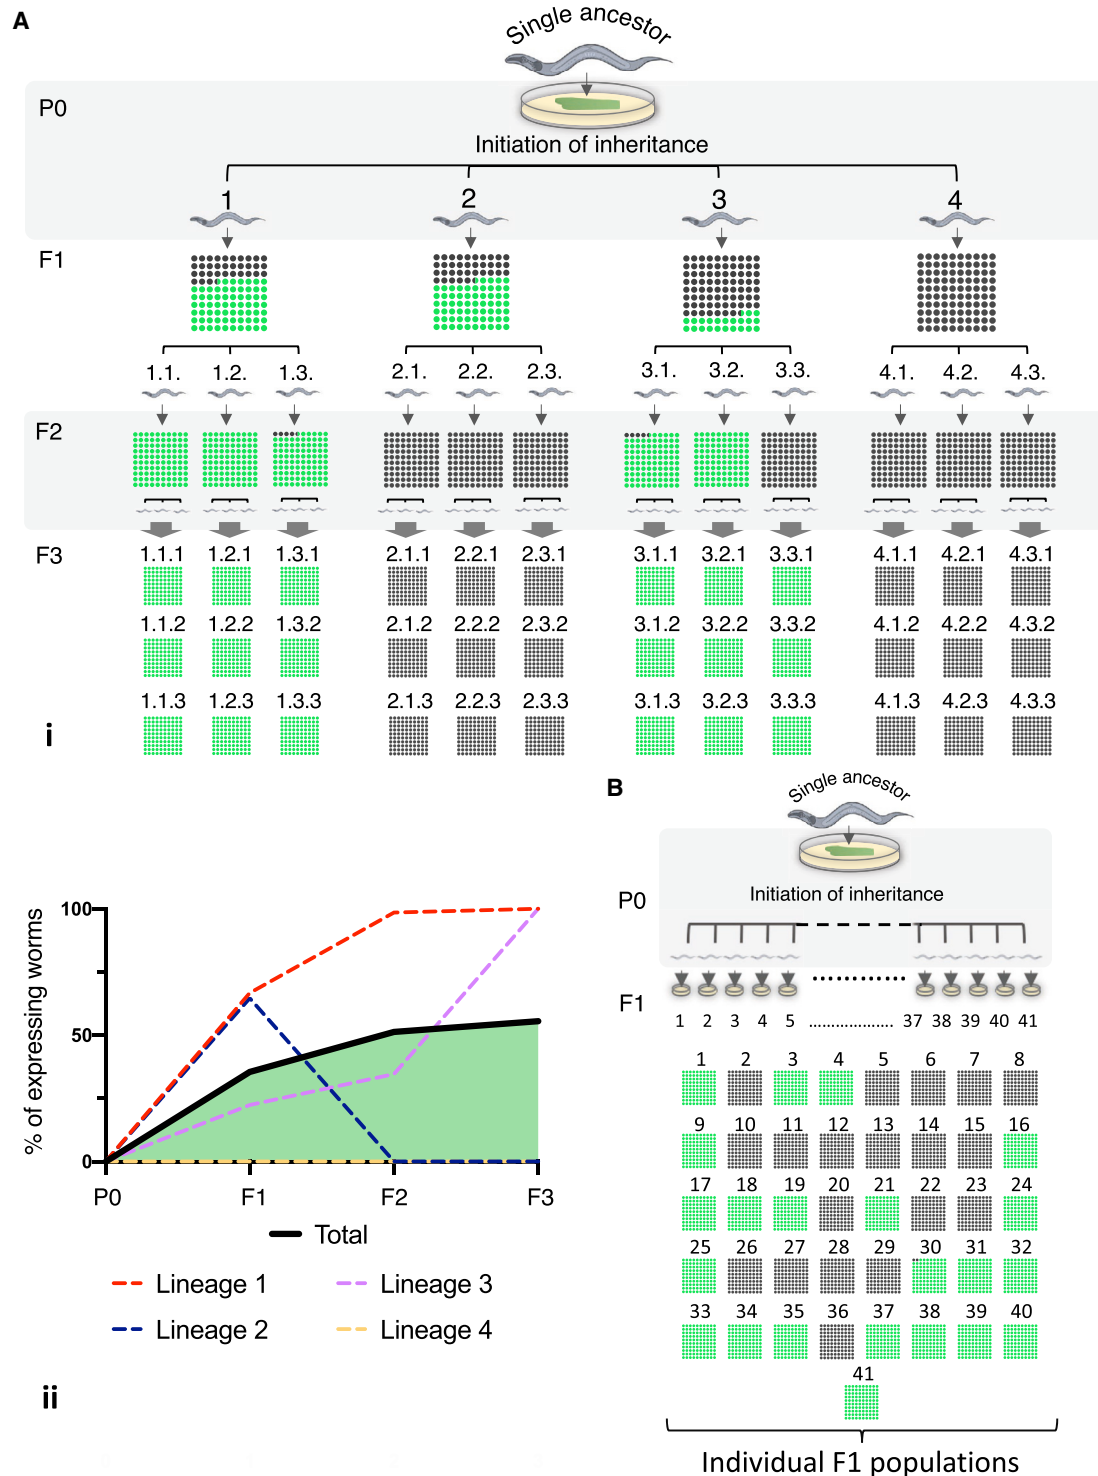 A
Single ancestor
P0
Initiation of inheritance
1 2 3 4
F1
1.1. 1.2. 1.3. 2.1. 2.2. 2.3. 3.1. 3.2. 3.3. 4.1. 4.2. 4.3.
F2
F3
1.1.1 1.2.1 1.3.1 2.1.1 2.2.1 2.3.1 3.1.1 3.2.1 3.3.1 4.1.1 4.2.1 4.3.1
1.1.2 1.2.2 1.3.2 2.1.2 2.2.2 2.3.2 3.1.2 3.2.2 3.3.2 4.1.2 4.2.2 4.3.2
1.1.3 1.2.3 1.3.3 2.1.3 2.2.3 2.3.3 3.1.3 3.2.3 3.3.3 4.1.3 4.2.3 4.3.3
i
% of expressing worms
100
50
0
P0 F1 F2 F3
Total
Lineage 1 Lineage 3
Lineage 2 Lineage 4
ii
B
Single ancestor
P0
Initiation of inheritance
F1
1 2 3 4 5 .................. 37 38 39 40 41
1 2 3 4 5 6 7 8
9 10 11 12 13 14 15 16
17 18 19 20 21 22 23 24
25 26 27 28 29 30 31 32
33 34 35 36 37 38 39 40
41
Individual F1 populations